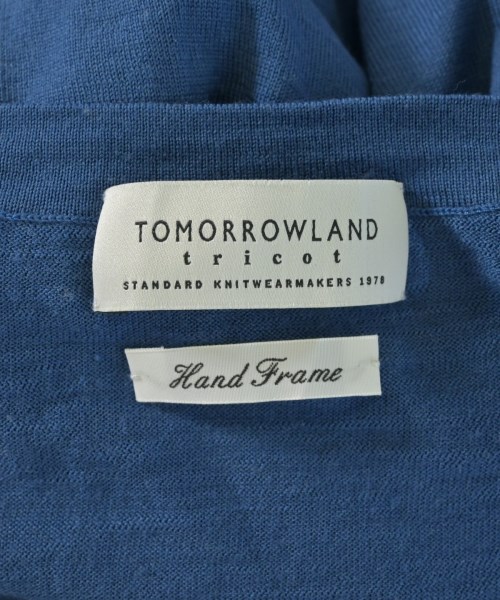 TOMORROWLAND
tricot
STANDARD KNITWEARMAKERS 1978
Hand Frame